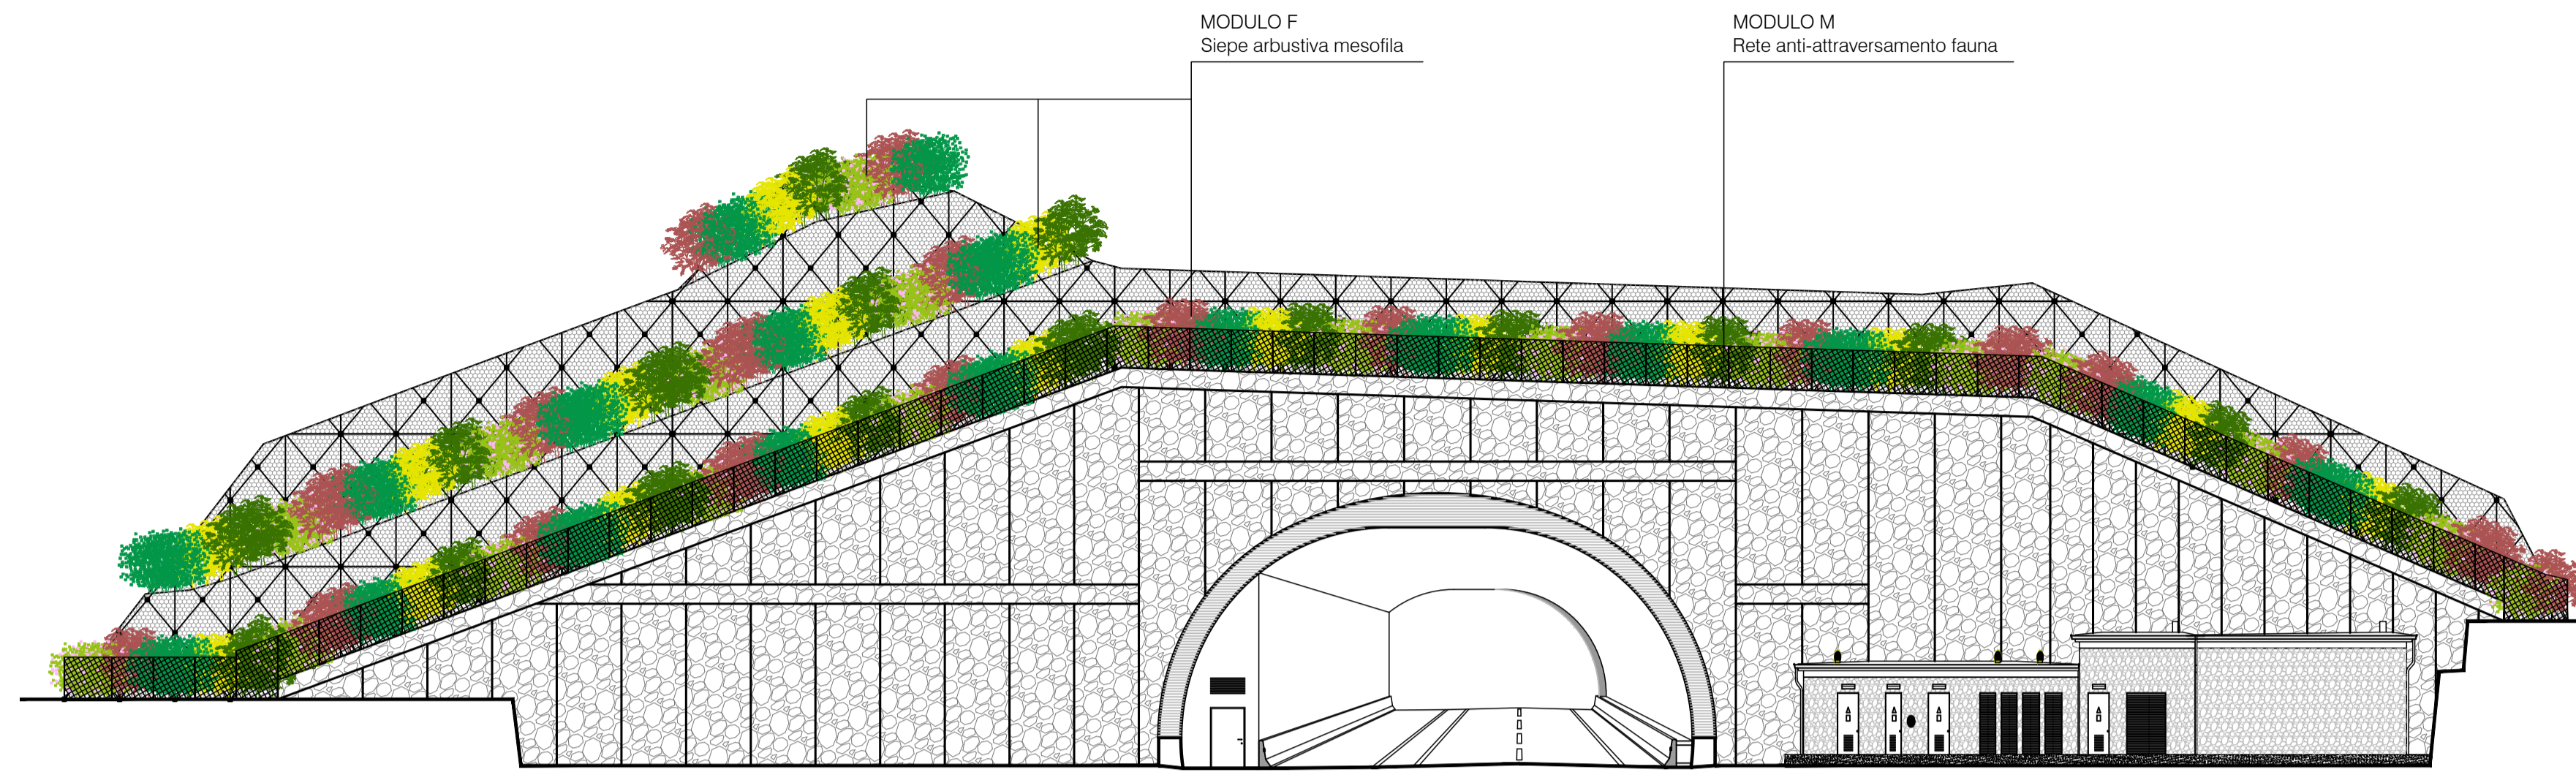 MODULO F
Siepe arbustiva mesofila
MODULO M
Rete anti-attraversamento fauna